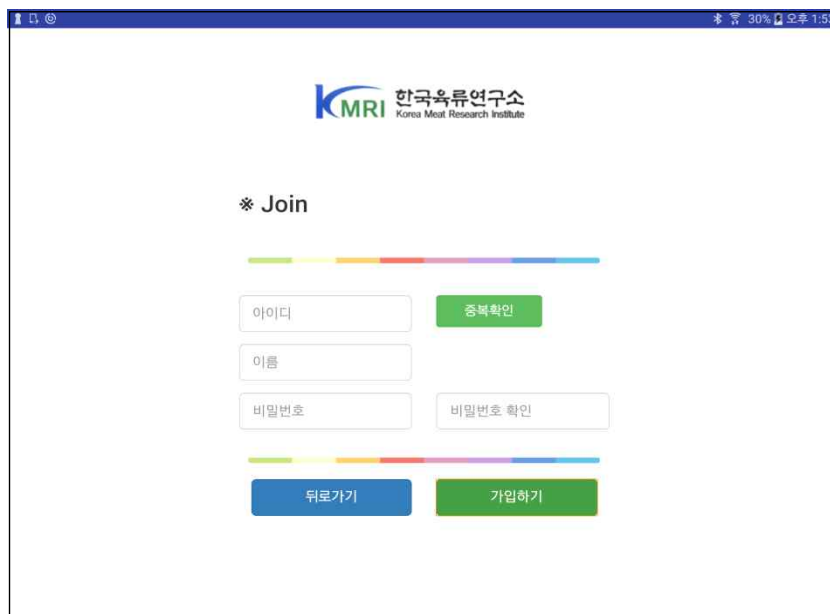 30% 오후 1:53
KMRI 한국육류연구소
Korea Meat Research Institute
※ Join
아이디 중복확인
이름
비밀번호 비밀번호 확인
뒤로가기 가입하기